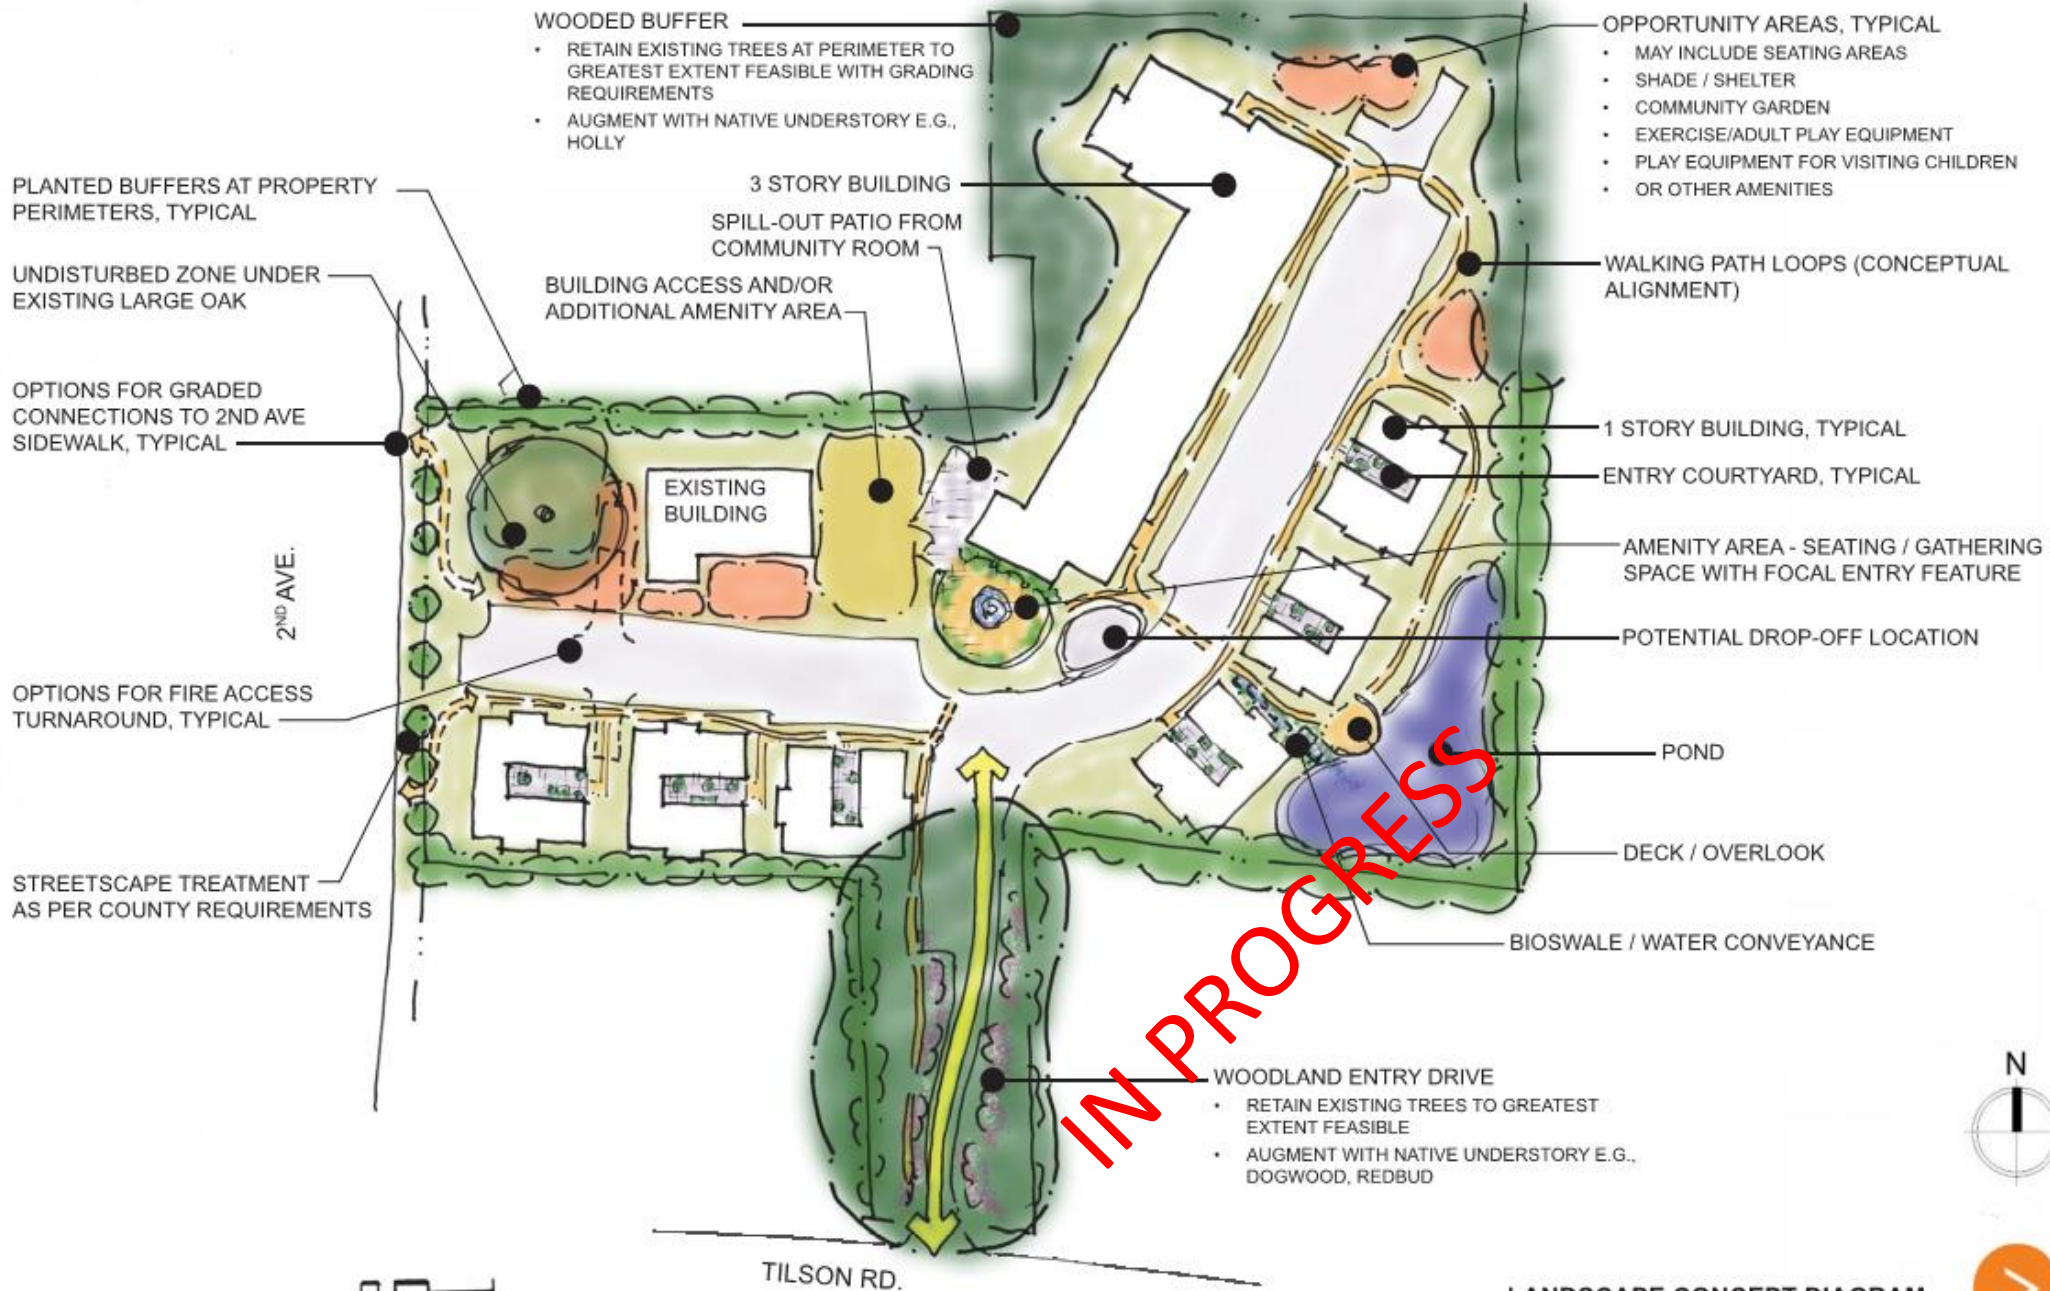 WOODED BUFFER
• RETAIN EXISTING TREES AT PERIMETER TO
GREATEST EXTENT FEASIBLE WITH GRADING
REQUIREMENTS
• AUGMENT WITH NATIVE UNDERSTORY E.G.,
HOLLY
3 STORY BUILDING
SPILL-OUT PATIO FROM
COMMUNITY ROOM
BUILDING ACCESS AND/OR
ADDITIONAL AMENITY AREA
PLANTED BUFFERS AT PROPERTY
PERIMETERS, TYPICAL
UNDISTURBED ZONE UNDER
EXISTING LARGE OAK
OPTIONS FOR GRADED
CONNECTIONS TO 2ND AVE
SIDEWALK, TYPICAL
2ND AVE.
OPTIONS FOR FIRE ACCESS
TURNAROUND, TYPICAL
STREETSCAPE TREATMENT
AS PER COUNTY REQUIREMENTS
EXISTING
BUILDING
OPPORTUNITY AREAS, TYPICAL
• MAY INCLUDE SEATING AREAS
• SHADE / SHELTER
• COMMUNITY GARDEN
• EXERCISE/ADULT PLAY EQUIPMENT
• PLAY EQUIPMENT FOR VISITING CHILDREN
• OR OTHER AMENITIES
WALKING PATH LOOPS (CONCEPTUAL
ALIGNMENT)
1 STORY BUILDING, TYPICAL
ENTRY COURTYARD, TYPICAL
AMENITY AREA - SEATING / GATHERING
SPACE WITH FOCAL ENTRY FEATURE
POTENTIAL DROP-OFF LOCATION
POND
DECK / OVERLOOK
BIOSWALE / WATER CONVEYANCE
IN PROGRESS
WOODLAND ENTRY DRIVE
• RETAIN EXISTING TREES TO GREATEST
EXTENT FEASIBLE
• AUGMENT WITH NATIVE UNDERSTORY E.G.,
DOGWOOD, REDBUD
N
TILSON RD.
LANDSCAPE CONCEPT DIAGRAM